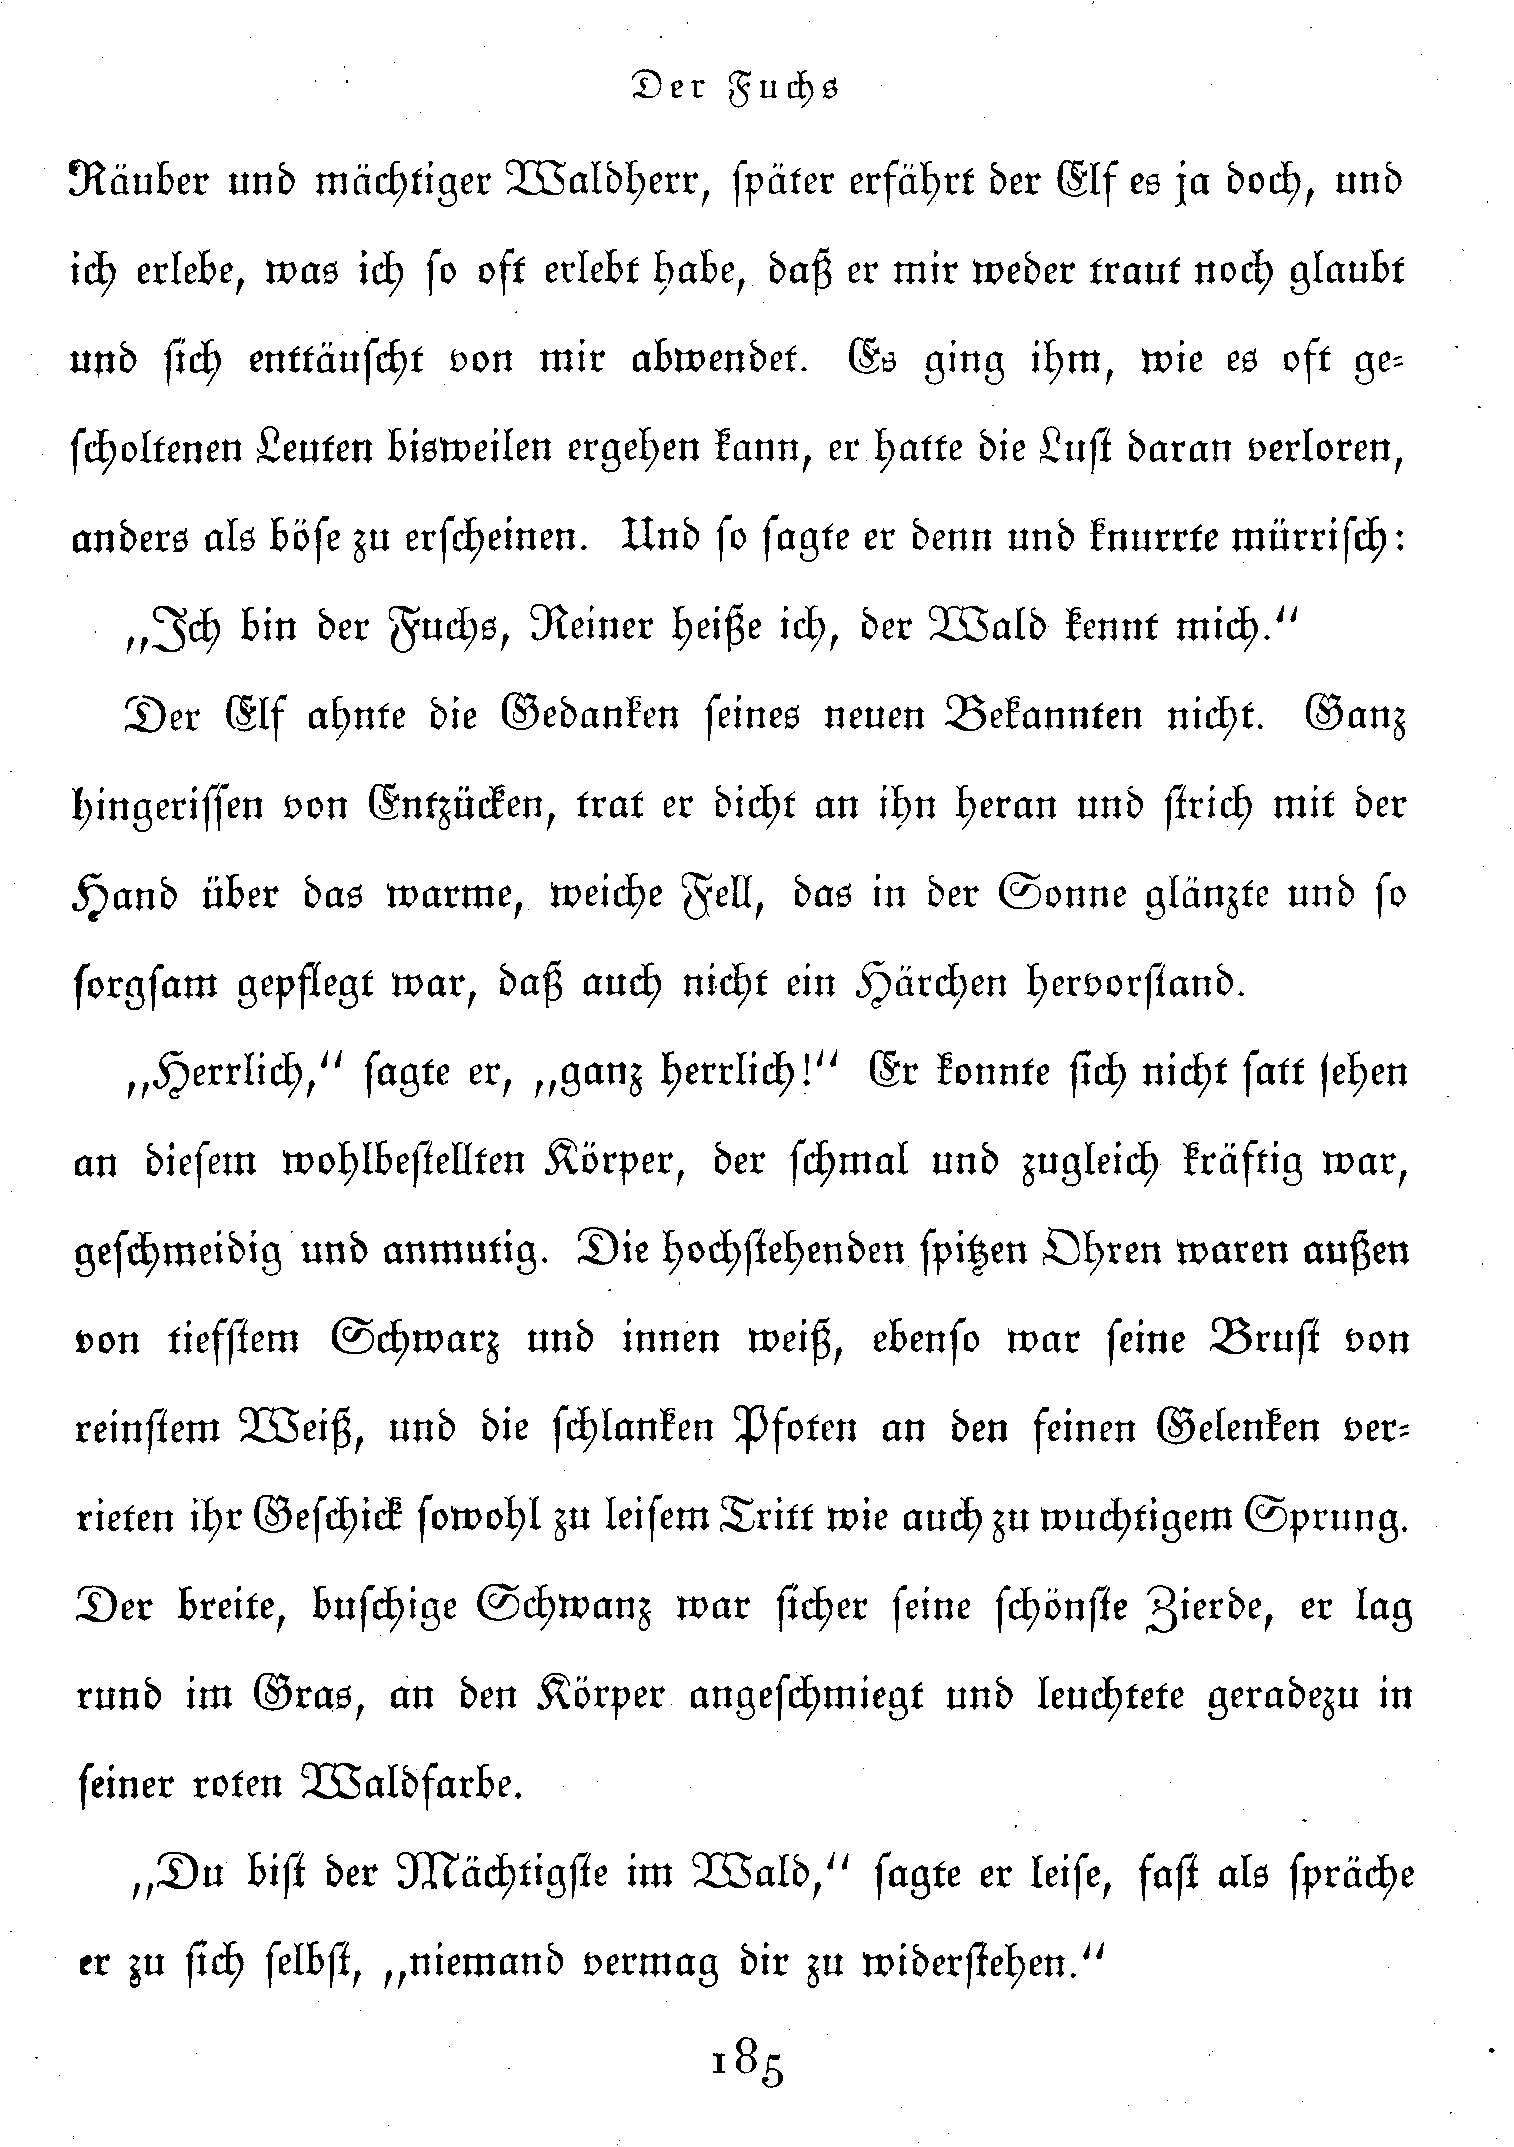 Der Fuchs
Räuber und mächtiger Waldherr, später erfährt der Elf es ja doch, und
ich erlebe, was ich so oft erlebt habe, daß er mir weder traut noch glaubt
und sich enttäuscht von mir abwendet. Es ging ihm, wie es oft ge-
scholtenen Leuten bisweilen ergehen kann, er hatte die Lust daran verloren,
anders als böse zu erscheinen. Und so sagte er denn und knurrte mürrisch:
„Ich bin der Fuchs, Reiner heiße ich, der Wald kennt mich.“
Der Elf ahnte die Gedanken seines neuen Bekannten nicht. Ganz
hingerissen von Entzücken, trat er dicht an ihn heran und strich mit der
Hand über das warme, weiche Fell, das in der Sonne glänzte und so
sorgsam gepflegt war, daß auch nicht ein Härchen hervorstand.
„Herrlich,“ sagte er, „ganz herrlich!“ Er konnte sich nicht satt sehen
an diesem wohlbestellten Körper, der schmal und zugleich kräftig war,
geschmeidig und anmutig. Die hochstehenden spitzen Ohren waren außen
von tiefstem Schwarz und innen weiß, ebenso war seine Brust von
reinstem Weiß, und die schlanken Pfoten an den feinen Gelenken ver-
rieten ihr Geschick sowohl zu leisem Tritt wie auch zu wuchtigem Sprung.
Der breite, buschige Schwanz war sicher seine schönste Zierde, er lag
rund im Gras, an den Körper angeschmiegt und leuchtete geradezu in
seiner roten Waldfarbe.
„Du bist der Mächtigste im Wald,“ sagte er leise, fast als spräche
er zu sich selbst, „niemand vermag dir zu widerstehen.“
185